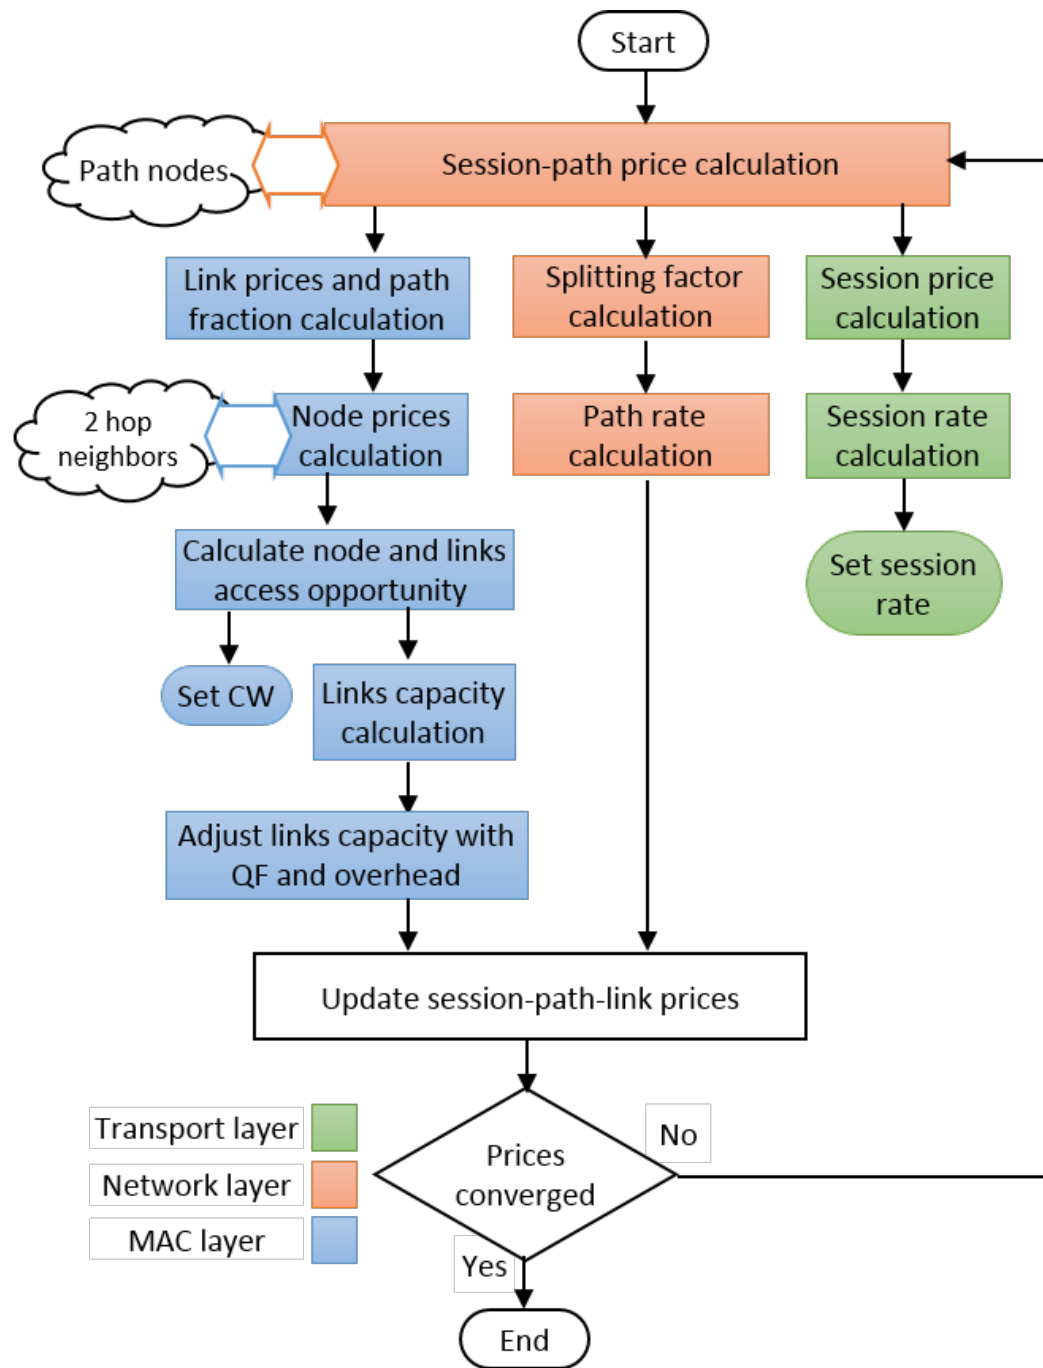 Start
Path nodes
Session-path price calculation
Link prices and path
fraction calculation
Splitting factor
calculation
Session price
calculation
2 hop
neighbors
Node prices
calculation
Path rate
calculation
Session rate
calculation
Calculate node and links
access opportunity
Set session
rate
Set CW
Links capacity
calculation
Adjust links capacity with
QF and overhead
Update session-path-link prices
Transport layer
Network layer
MAC layer
Prices
converged
No
Yes
End